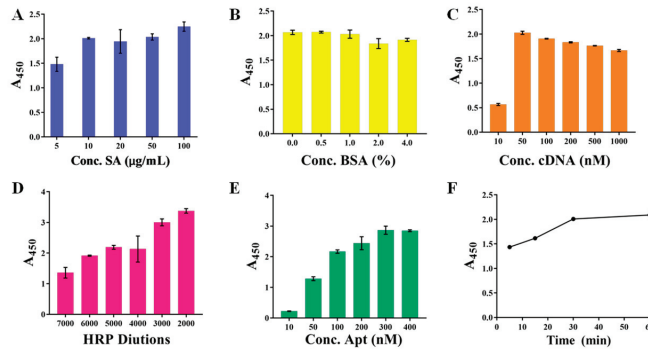 A
A450
2.5
2.0
1.5
1.0
0.5
0.0
5 10 20 50 100
Conc. SA (μg/mL)
B
A450
2.5
2.0
1.5
1.0
0.5
0.0
0.0 0.5 1.0 2.0 4.0
Conc. BSA (%)
C
A450
2.5
2.0
1.5
1.0
0.5
0.0
10 50 100 200 500 1000
Conc. cDNA (nM)
D
A450
4
3
2
1
0
7000 6000 5000 4000 3000 2000
HRP Diutions
E
A450
4
3
2
1
0
10 50 100 200 300 400
Conc. Apt (nM)
F
A450
2.5
2.0
1.5
1.0
0.5
0.0
0 15 30 45
Time (min)